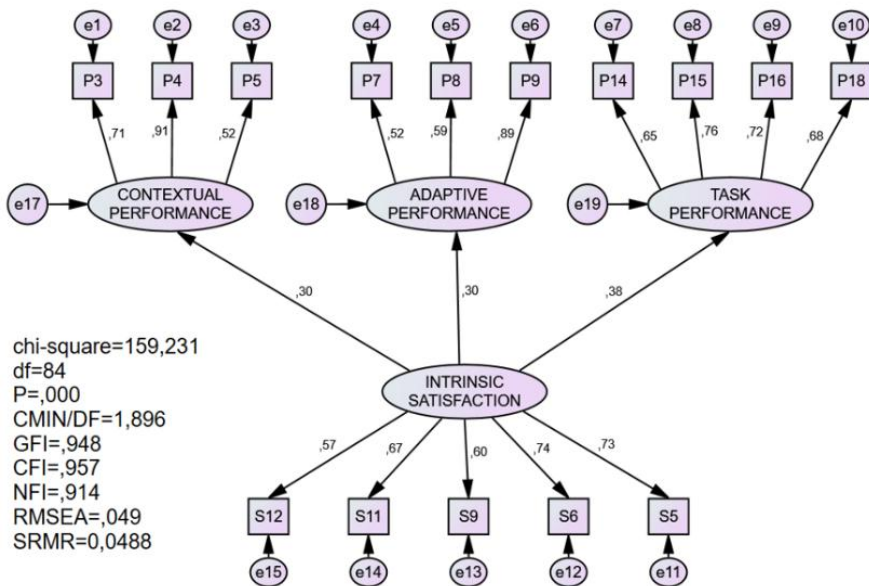 e1 e2 e3 e4 e5 e6 e7 e8 e9 e10
P3 P4 P5 P7 P8 P9 P14 P15 P16 P18
,71 ,91 ,52 ,52 ,59 ,89 ,65 ,76 ,72 ,68
e17 CONTEXTUAL PERFORMANCE e18 ADAPTIVE PERFORMANCE e19 TASK PERFORMANCE
,30 ,30 ,38
chi-square=159,231
df=84
P=,000
CMIN/DF=1,896
GFI=,948
CFI=,957
NFI=,914
RMSEA=,049
SRMR=0,0488
INTRINSIC
SATISFACTION
,57 ,67 ,60 ,74 ,73
S12 S11 S9 S6 S5
e15 e14 e13 e12 e11